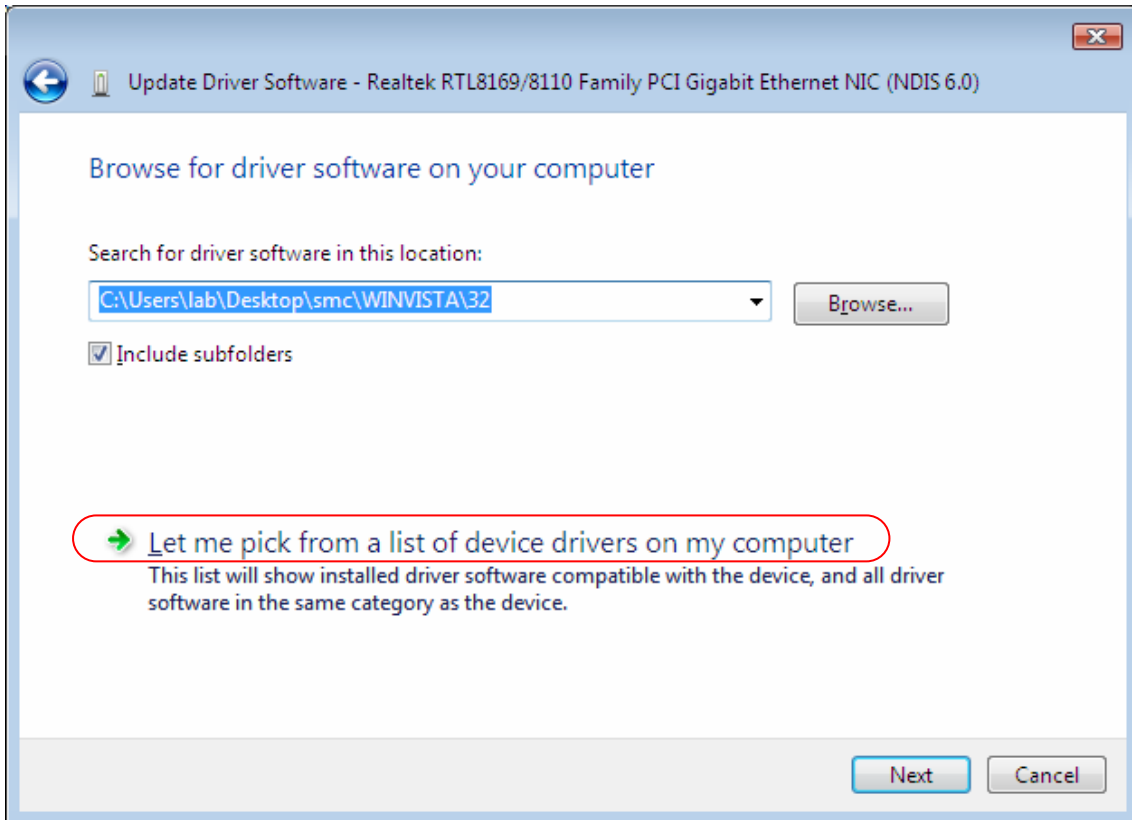 Update Driver Software - Realtek RTL8169/8110 Family PCI Gigabit Ethernet NIC (NDIS 6.0)
Browse for driver software on your computer
Search for driver software in this location:
C:\Users\lab\Desktop\smc\WINVISTA\32
Browse...
Include subfolders
Let me pick from a list of device drivers on my computer
This list will show installed driver software compatible with the device, and all driver
software in the same category as the device.
Next
Cancel